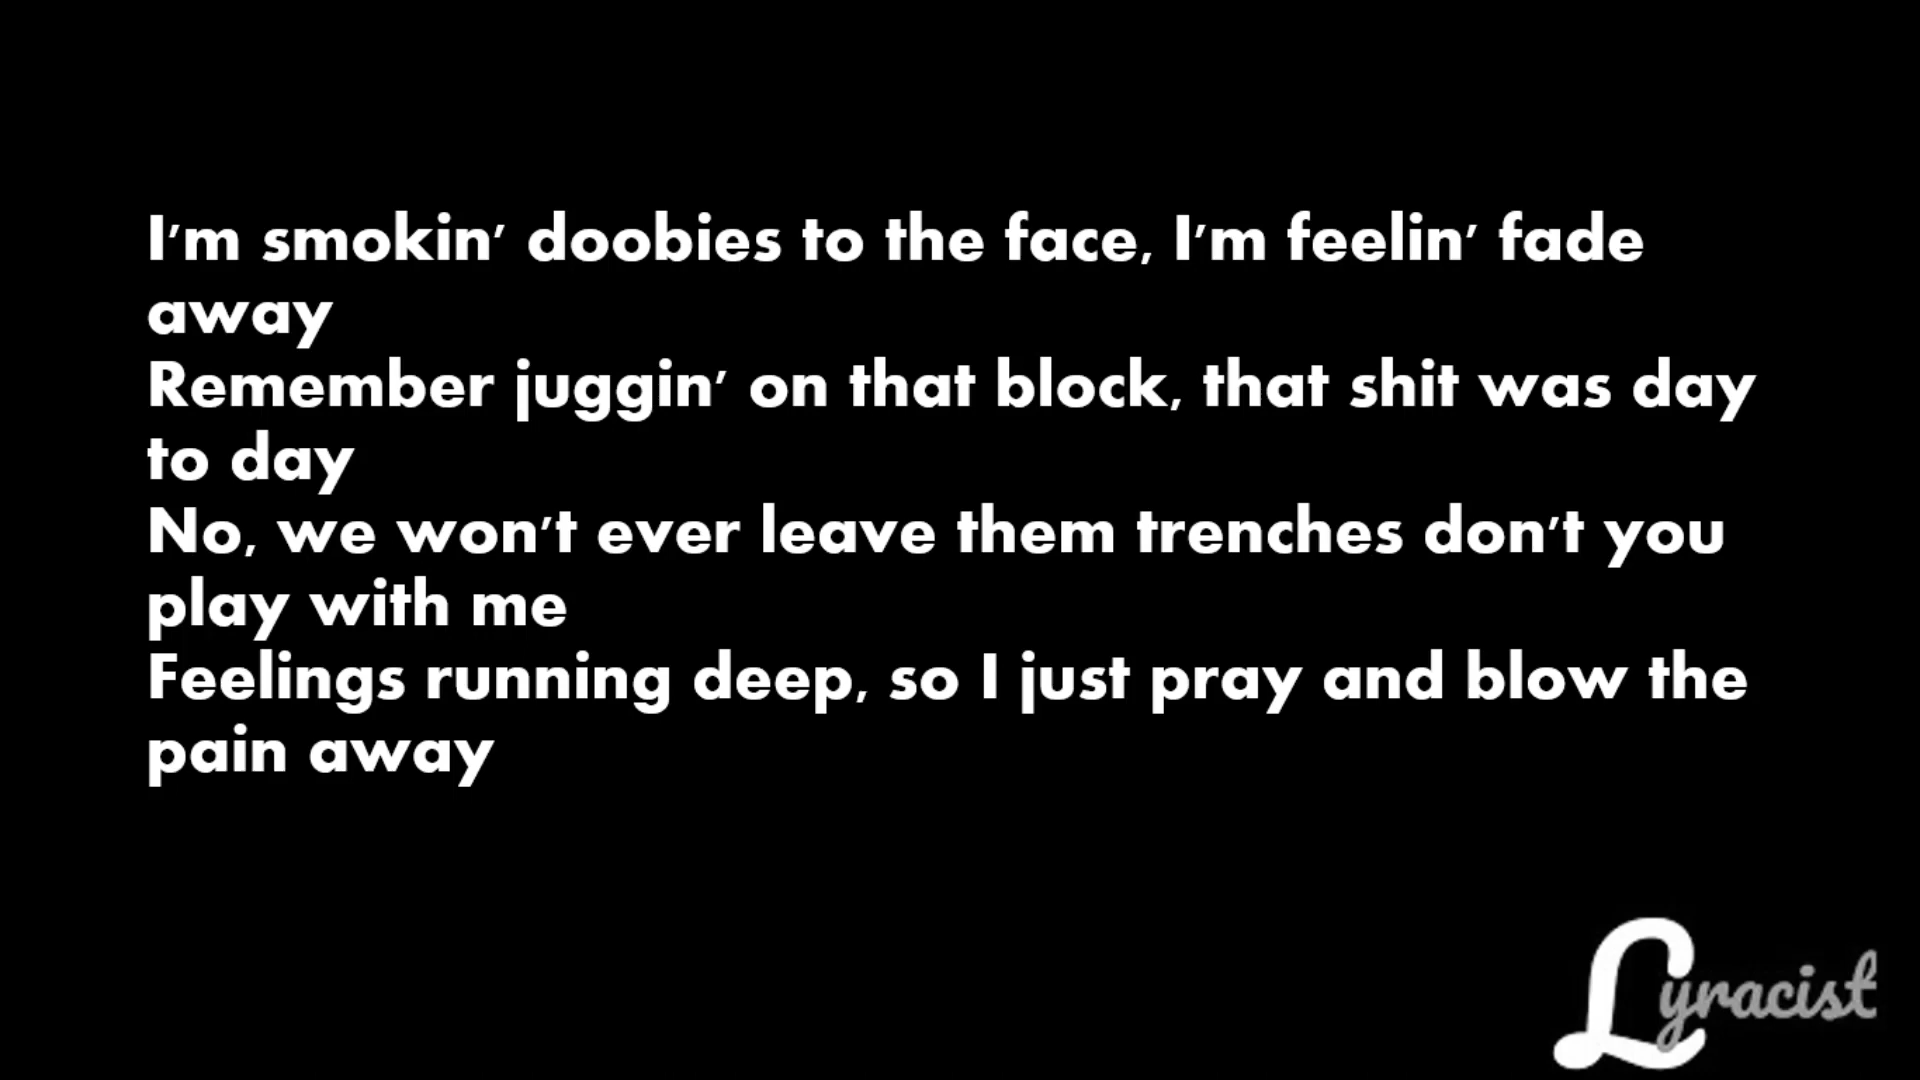 I'm smokin' doobies to the face, I'm feelin' fade
away
Remember juggin' on that block, that shit was day
to day
No, we won't ever leave them trenches don't you
play with me
Feelings running deep, so I just pray and blow the
pain away
Lyracist